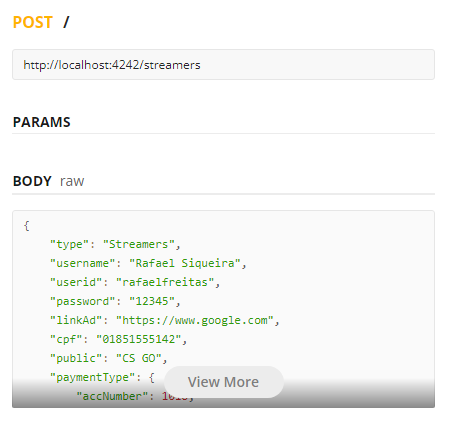 POST /
http://localhost:4242/streamers
PARAMS
BODY raw
{
"type": "Streamers",
"username": "Rafael Siqueira",
"userid": "rafaelfreitas",
"password": "12345",
"linkAd": "https://www.google.com",
"cpf": "01851555142",
"public": "CS GO",
"paymentType": {
View More
"accNumber":